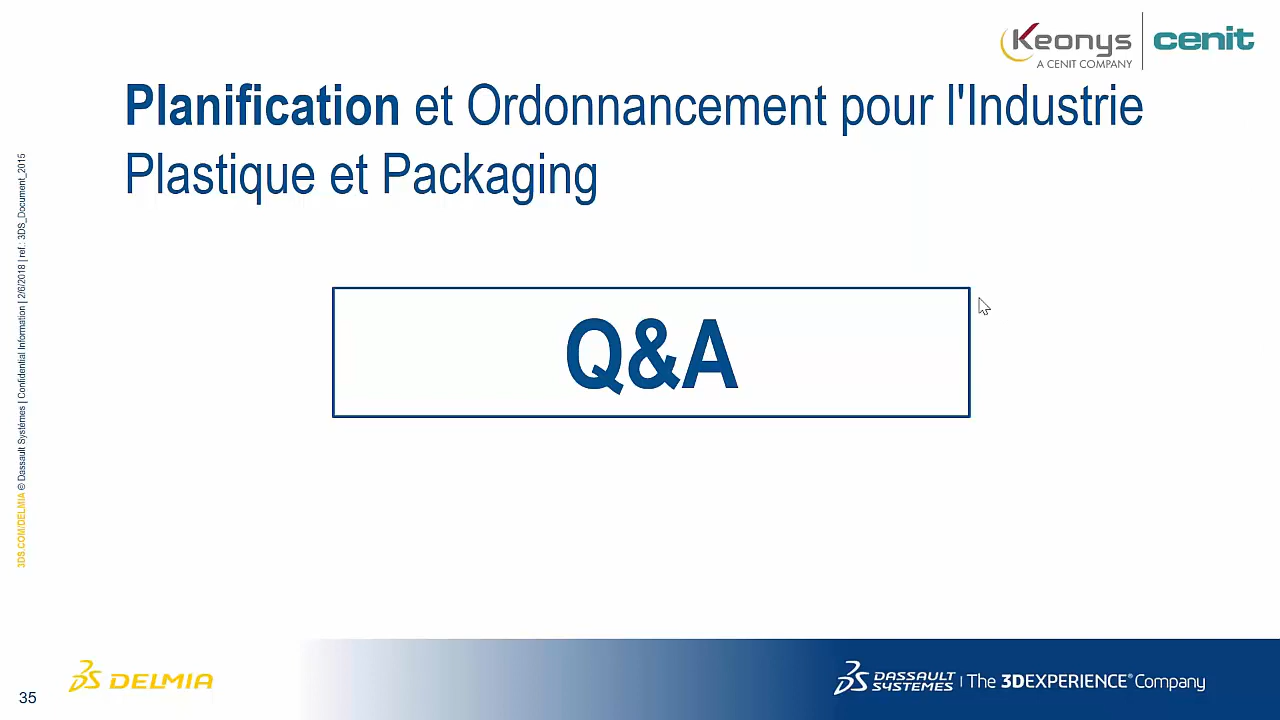 Keonys
A CENIT COMPANY
cenit
Planification et Ordonnancement pour l'Industrie
Plastique et Packaging
3DS.COM/DELMIA © Dassault Systèmes | Confidential Information | 2/6/2018 | ref.: 3DS_Document_2015
Q&A
DELMIA
DASSAULT
SYSTEMES | The 3DEXPERIENCE® Company
35